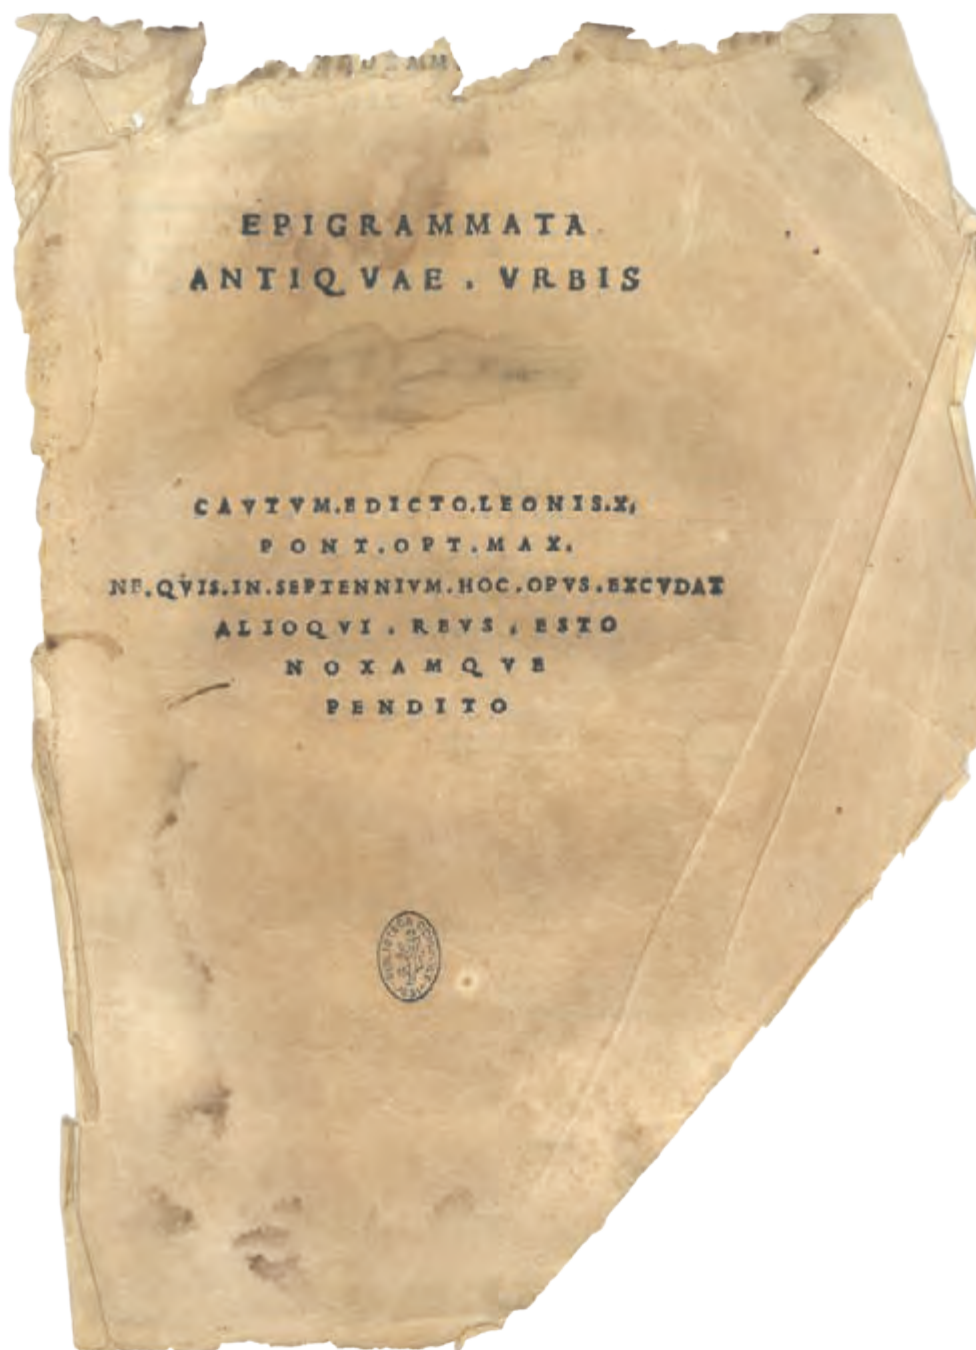 EPIGRAMMATA
ANTIQVAE . VRBIS
CAVTVM.EDICTO.LEONIS.X,
PONT.OPT.MAX.
NE.QVIS.IN.SEPTENNIVM.HOC.OPVS.EXCVDAT
ALIOQVI . REVS . ESTO
NOXAMQVE
PENDITO
BIBLIOTECA